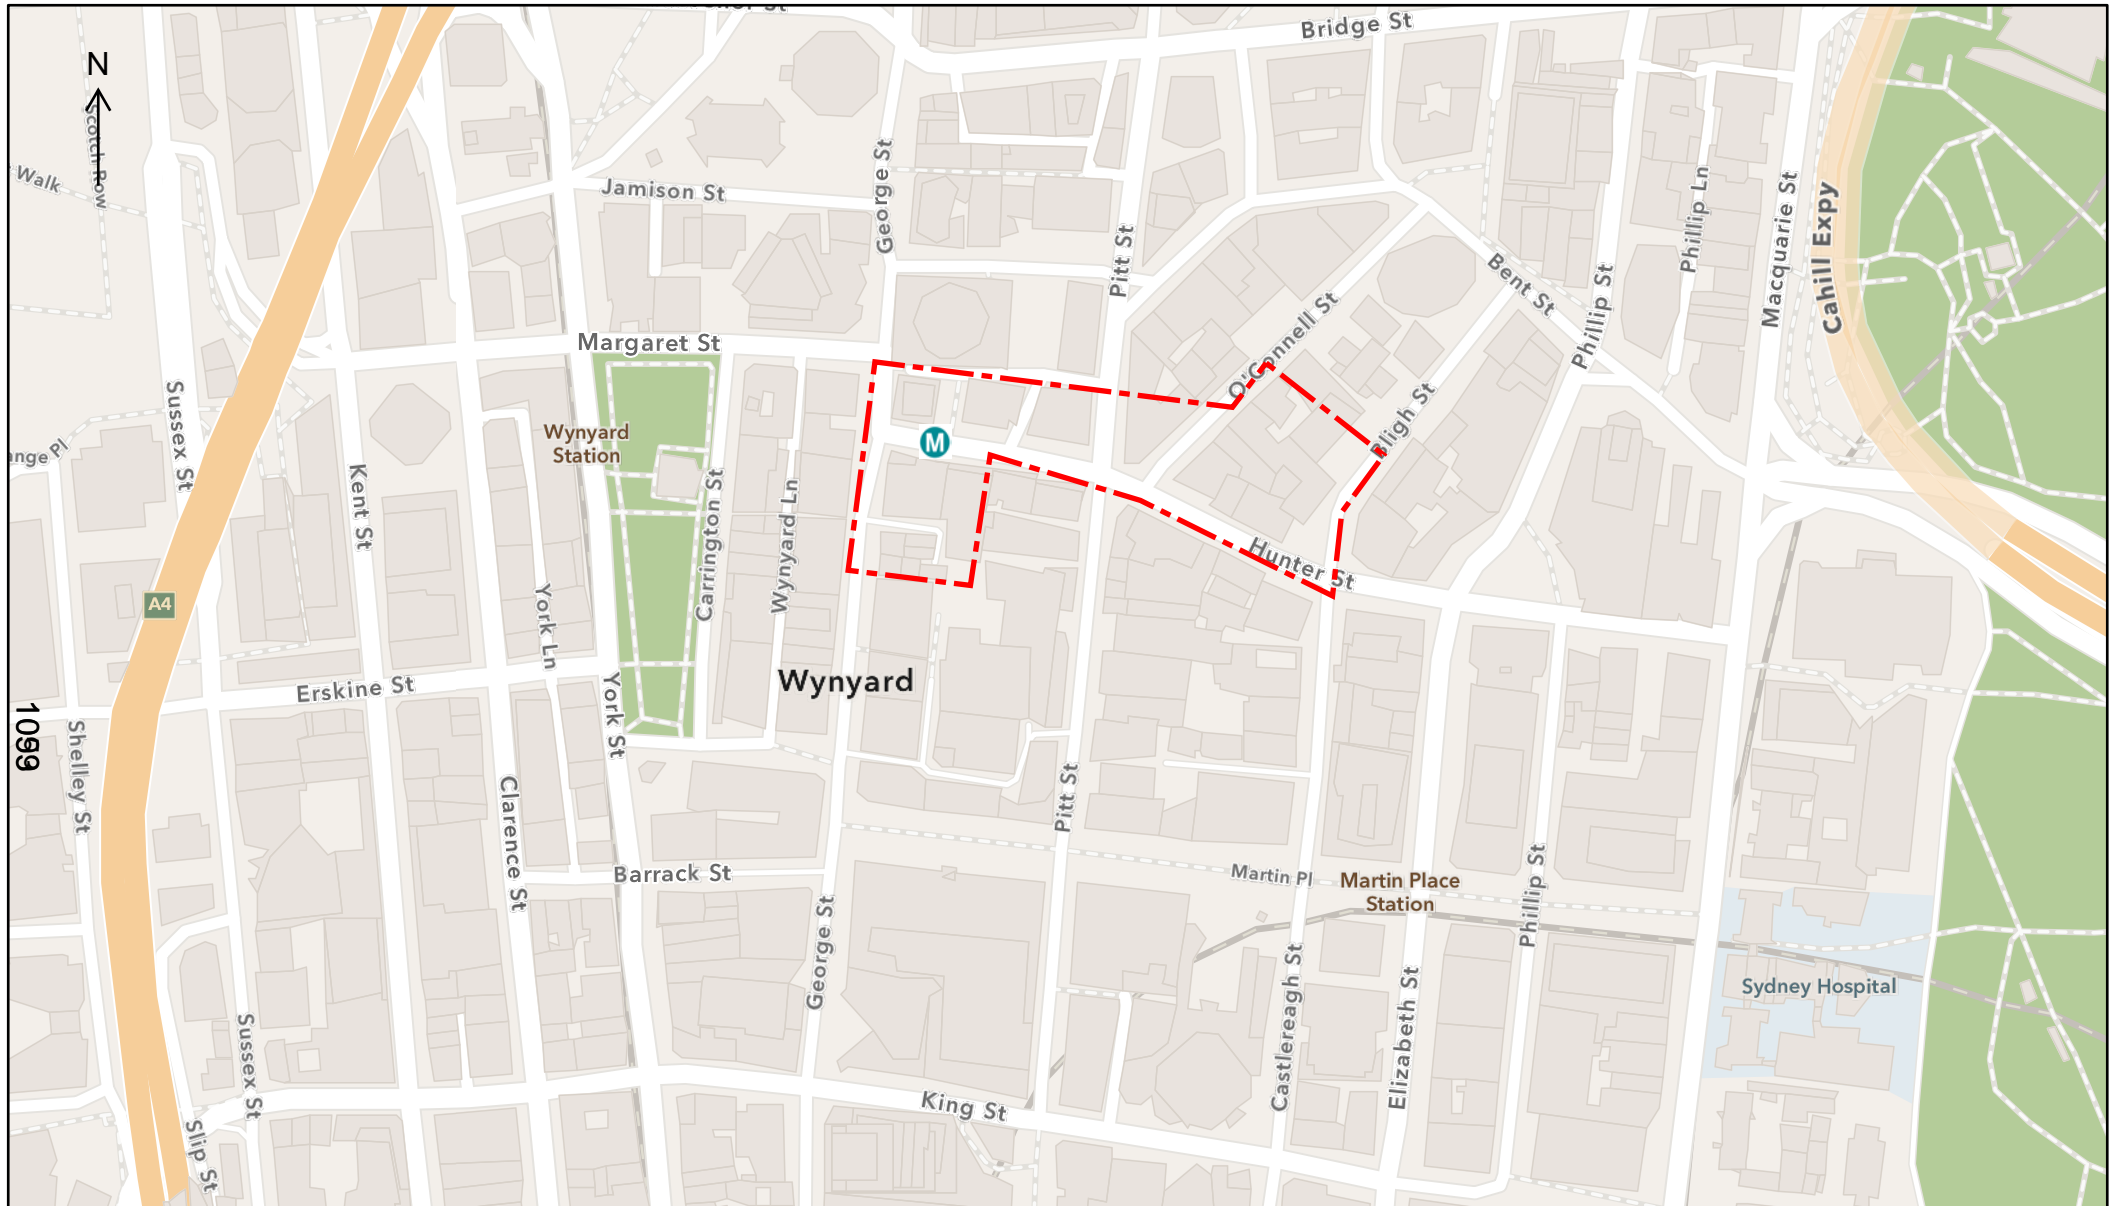 Bridge St
N
Scotch Row
Walk
Jamison St
George St
Pitt St
Phillip Ln
Macquarie St
Cahill Expy
Bent St
Phillip St
O'Connell St
Margaret St
Bligh St
Sussex St
Wynyard
Station
M
ange Pl
Kent St
Carrington St
Wynyard Ln
Hunter St
A4
York Ln
Wynyard
Erskine St
York St
Shelley St
Clarence St
Pitt St
Barrack St
Martin Pl
Martin Place
Station
Phillip St
George St
Castlereagh St
Elizabeth St
Sydney Hospital
Sussex St
King St
Slip St